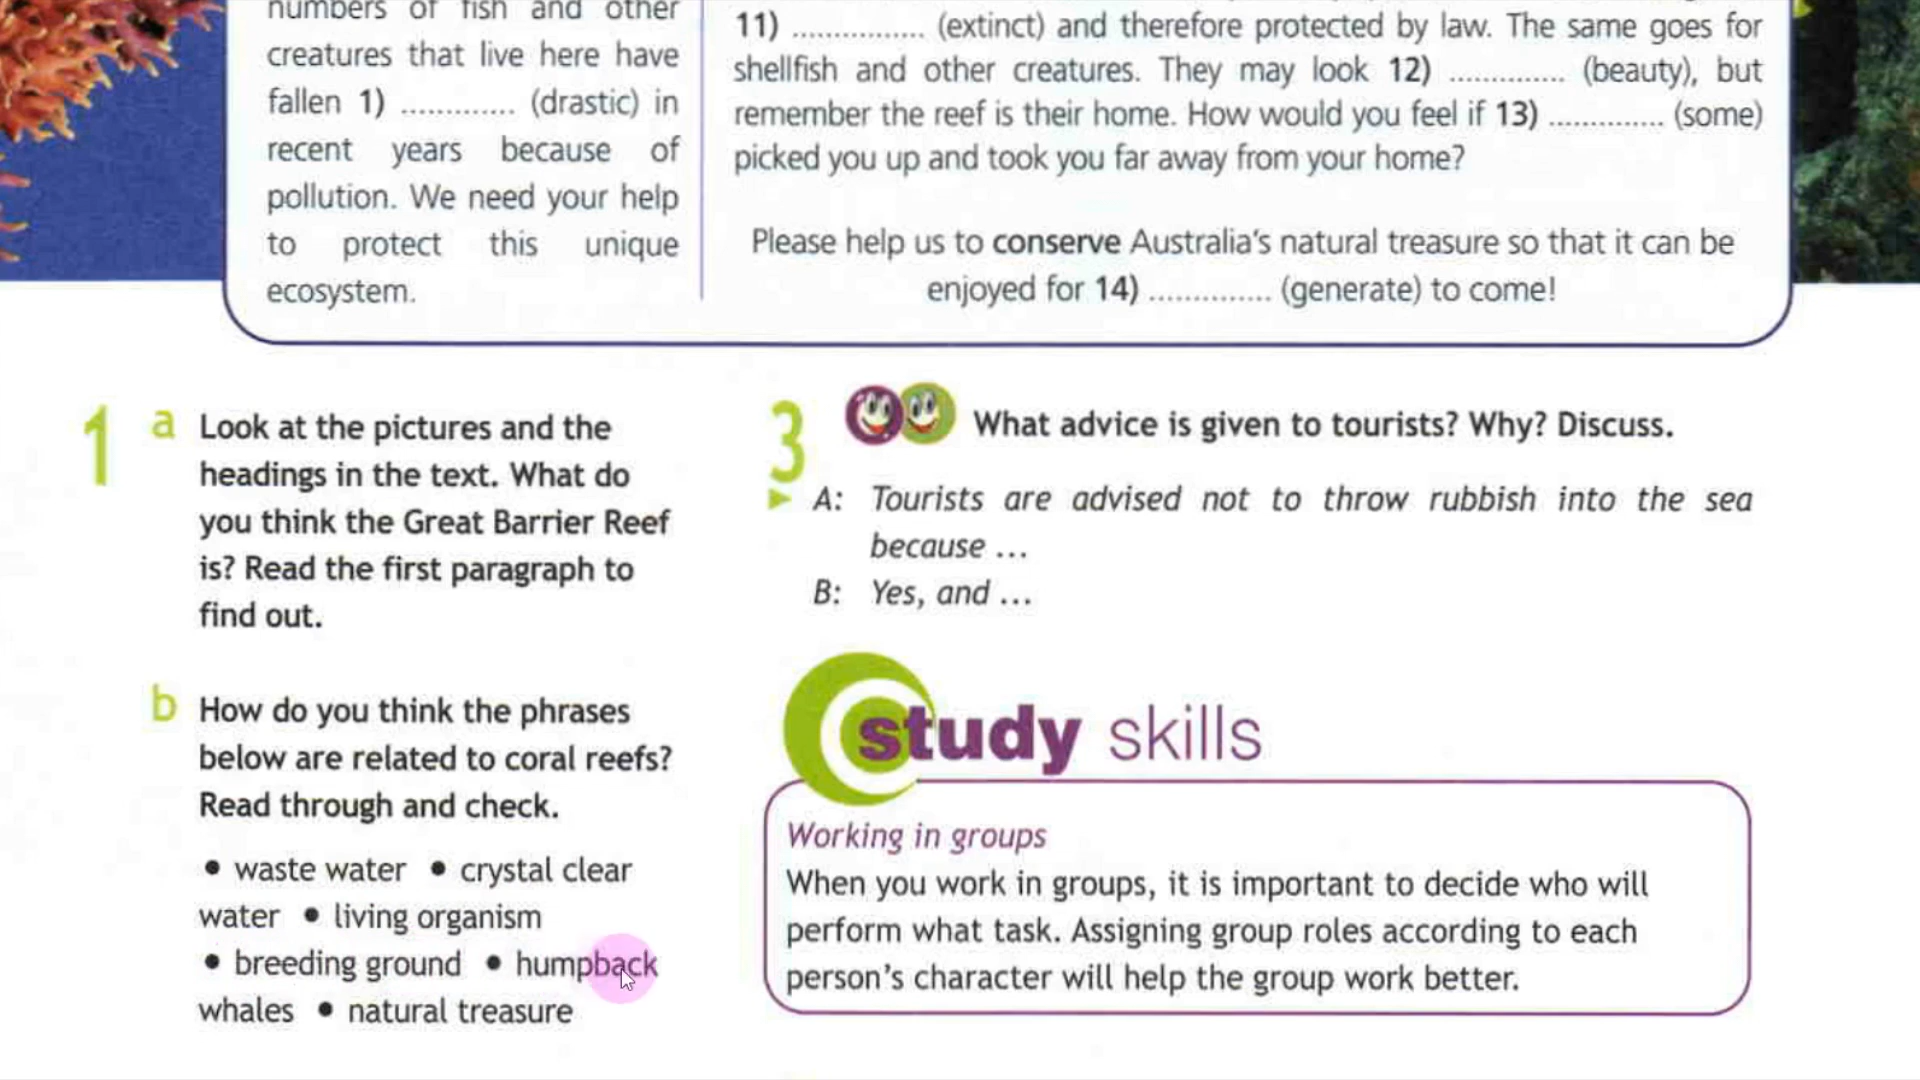 numbers of fish and other
creatures that live here have
fallen 1) ............. (drastic) in
recent years because of
pollution. We need your help
to protect this unique
ecosystem.
11) ................ (extinct) and therefore protected by law. The same goes for
shellfish and other creatures. They may look 12) .............. (beauty), but
remember the reef is their home. How would you feel if 13) .............. (some)
picked you up and took you far away from your home?
Please help us to conserve Australia's natural treasure so that it can be
enjoyed for 14) ............... (generate) to come!
1 a Look at the pictures and the
headings in the text. What do
you think the Great Barrier Reef
is? Read the first paragraph to
find out.
b How do you think the phrases
below are related to coral reefs?
Read through and check.
• waste water • crystal clear
water • living organism
• breeding ground • humpback
whales • natural treasure
3 What advice is given to tourists? Why? Discuss.
A: Tourists are advised not to throw rubbish into the sea
because ...
B: Yes, and ...
study skills
Working in groups
When you work in groups, it is important to decide who will
perform what task. Assigning group roles according to each
person's character will help the group work better.